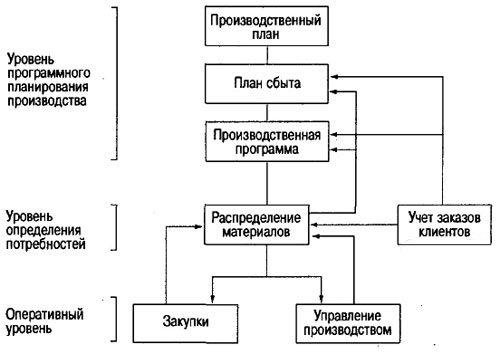 Производственный
план
Уровень
программного
планирования
производства
План сбыта
Производственная
программа
Уровень
определения
потребностей
Распределение
материалов
Учет заказов
клиентов
Оперативный
уровень
Закупки
Управление
производством